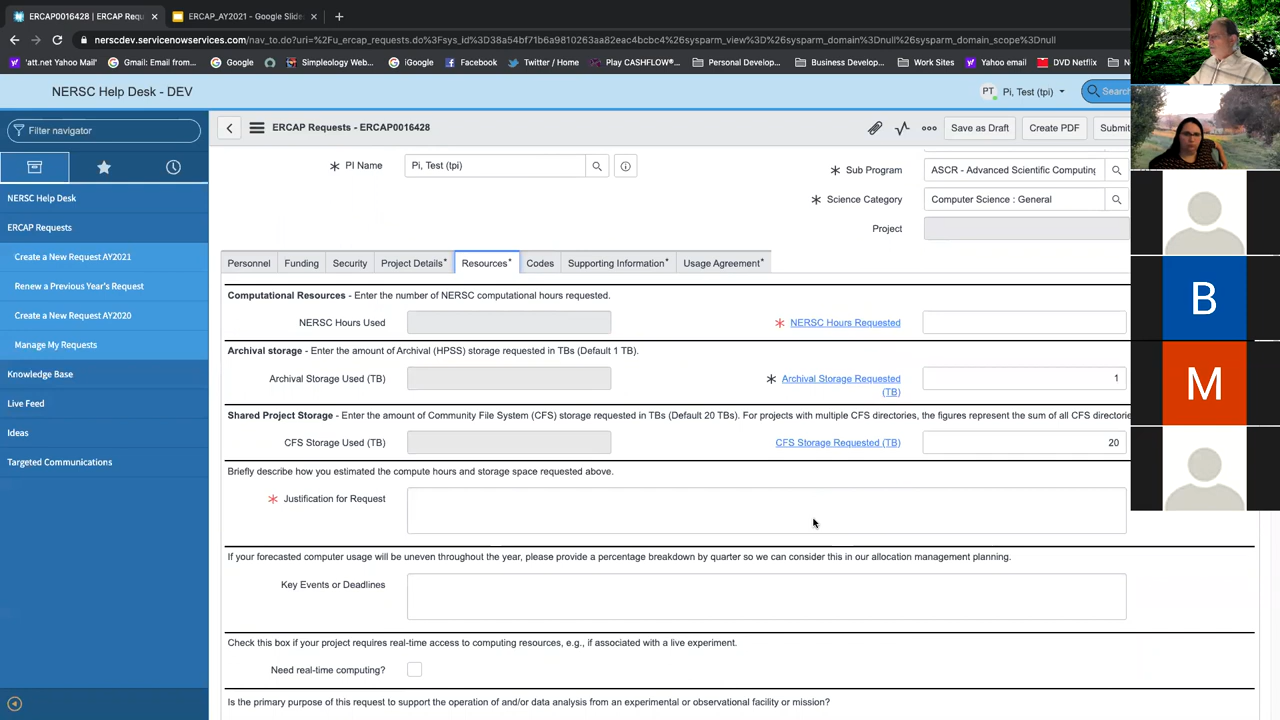 ERCAP0016428 | ERCAP Requ
ERCAP_AY2021 - Google Slide
nerscdev.servicenowservices.com/nav_to.do?uri=%2Fu_ercap_requests.do%3Fsys_id%3D38a54bf71b6a9810263aa82eac4bcbc4%26sysparm_view%3D%26sysparm_domain%3Dnull%26sysparm_domain_scope%3Dnull
'att.net Yahoo Mail'
Gmail: Email from...
Google
Simpleology Web...
iGoogle
Facebook
Twitter / Home
Play CASHFLOW®...
Personal Develop...
Business Develop...
Work Sites
Yahoo email
DVD Netflix
Travel
NERSC Help Desk - DEV
PT
Pi, Test (tpi)
Search
Filter navigator
ERCAP Requests - ERCAP0016428
Save as Draft
Create PDF
Submit
NERSC Help Desk
ERCAP Requests
Create a New Request AY2021
Renew a Previous Year's Request
Create a New Request AY2020
Manage My Requests
Knowledge Base
Live Feed
Ideas
Targeted Communications
PI Name
Pi, Test (tpi)
Sub Program
ASCR - Advanced Scientific Computing
Science Category
Computer Science : General
Project
Personnel
Funding
Security
Project Details*
Resources*
Codes
Supporting Information*
Usage Agreement*
Computational Resources - Enter the number of NERSC computational hours requested.
NERSC Hours Used
NERSC Hours Requested
Archival storage - Enter the amount of Archival (HPSS) storage requested in TBs (Default 1 TB).
Archival Storage Used (TB)
Archival Storage Requested (TB)
1
Shared Project Storage - Enter the amount of Community File System (CFS) storage requested in TBs (Default 20 TBs). For projects with multiple CFS directories, the figures represent the sum of all CFS directorie
CFS Storage Used (TB)
CFS Storage Requested (TB)
20
Briefly describe how you estimated the compute hours and storage space requested above.
Justification for Request
If your forecasted computer usage will be uneven throughout the year, please provide a percentage breakdown by quarter so we can consider this in our allocation management planning.
Key Events or Deadlines
Check this box if your project requires real-time access to computing resources, e.g., if associated with a live experiment.
Need real-time computing?
Is the primary purpose of this request to support the operation of and/or data analysis from an experimental or observational facility or mission?
B
M